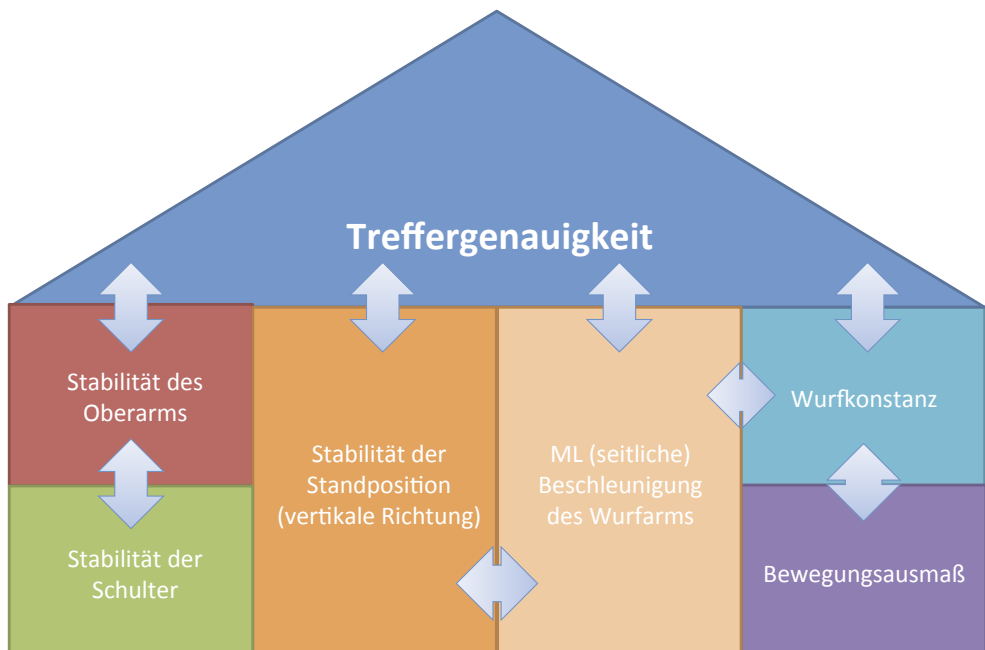 Treffergenauigkeit
Stabilität des
Oberarms
Stabilität der
Schulter
Stabilität der
Standposition
(vertikale Richtung)
ML (seitliche)
Beschleunigung
des Wurfarms
Wurfkonstanz
Bewegungsausmaß